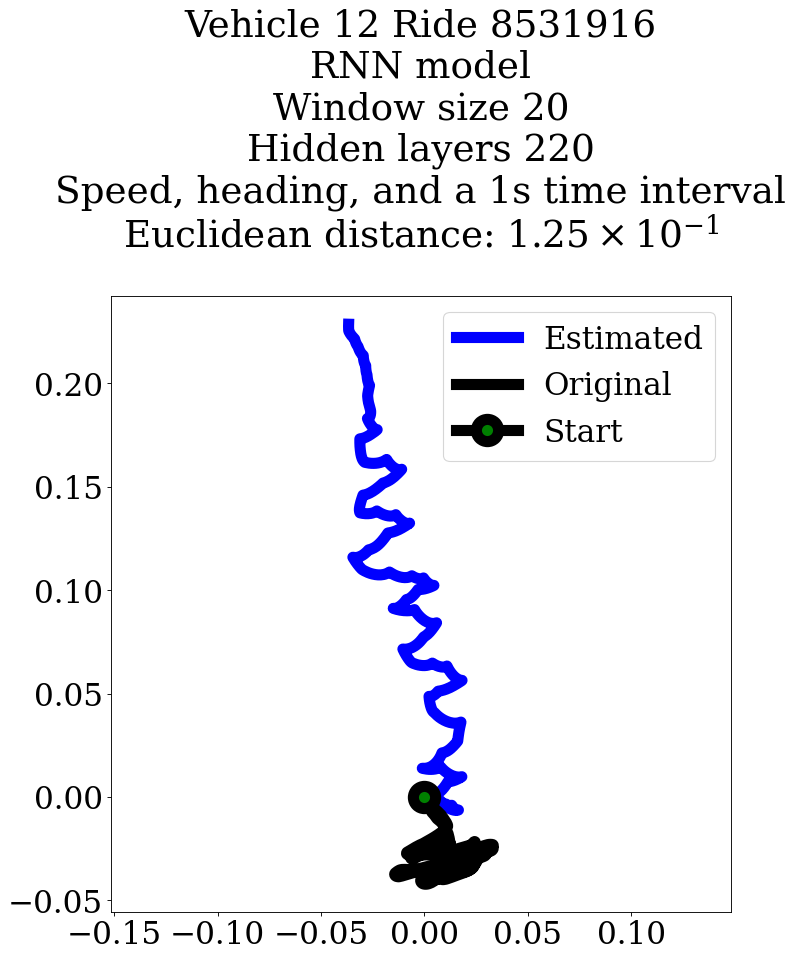 Vehicle 12 Ride 8531916
RNN model
Window size 20
Hidden layers 220
Speed, heading, and a 1s time interval
Euclidean distance: 1.25 × 10⁻¹
Estimated
Original
Start
0.20
0.15
0.10
0.05
0.00
−0.05
−0.15 −0.10 −0.05 0.00 0.05 0.10